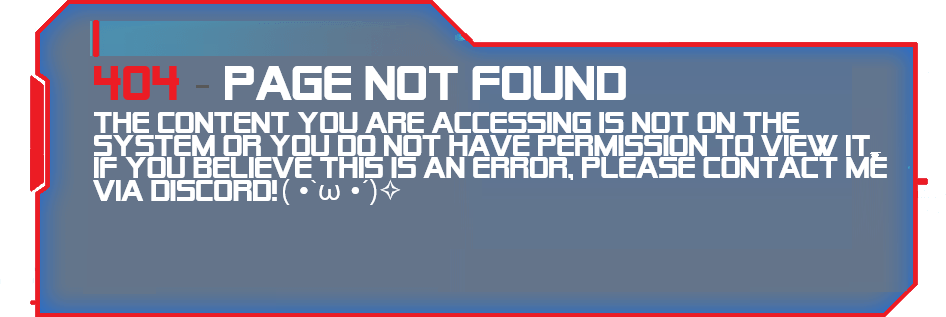 404 - PAGE NOT FOUND
THE CONTENT YOU ARE ACCESSING IS NOT ON THE
SYSTEM OR YOU DO NOT HAVE PERMISSION TO VIEW IT,
IF YOU BELIEVE THIS IS AN ERROR, PLEASE CONTACT ME
VIA DISCORD! ( •̀ ω •́ )✧